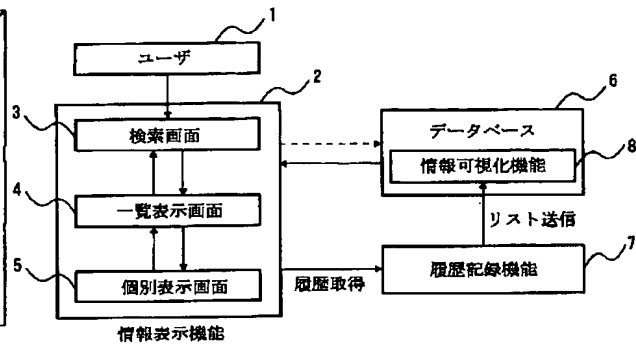 1
ユーザ
2
3
検索画面
4
一覧表示画面
5
個別表示画面
情報表示機能
6
データベース
8
情報可視化機能
リスト送信
7
履歴記録機能
履歴取得